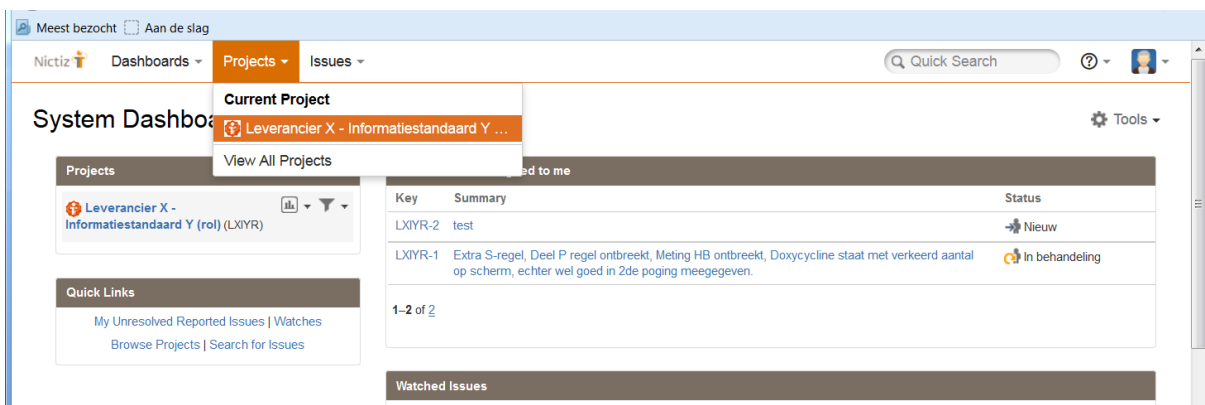 Meest bezocht Aan de slag
Nictiz Dashboards Projects Issues Quick Search
Current Project
Leverancier X - Informatiestandaard Y ...
View All Projects
System Dashboa
Tools
Projects
Leverancier X -
Informatiestandaard Y (rol) (LXIYR)
Quick Links
My Unresolved Reported Issues | Watches
Browse Projects | Search for Issues
ed to me
Key Summary Status
LXIYR-2 test Nieuw
LXIYR-1 Extra S-regel, Deel P regel ontbreekt, Meting HB ontbreekt, Doxycycline staat met verkeerd aantal In behandeling
op scherm, echter wel goed in 2de poging meegegeven.
1–2 of 2
Watched Issues